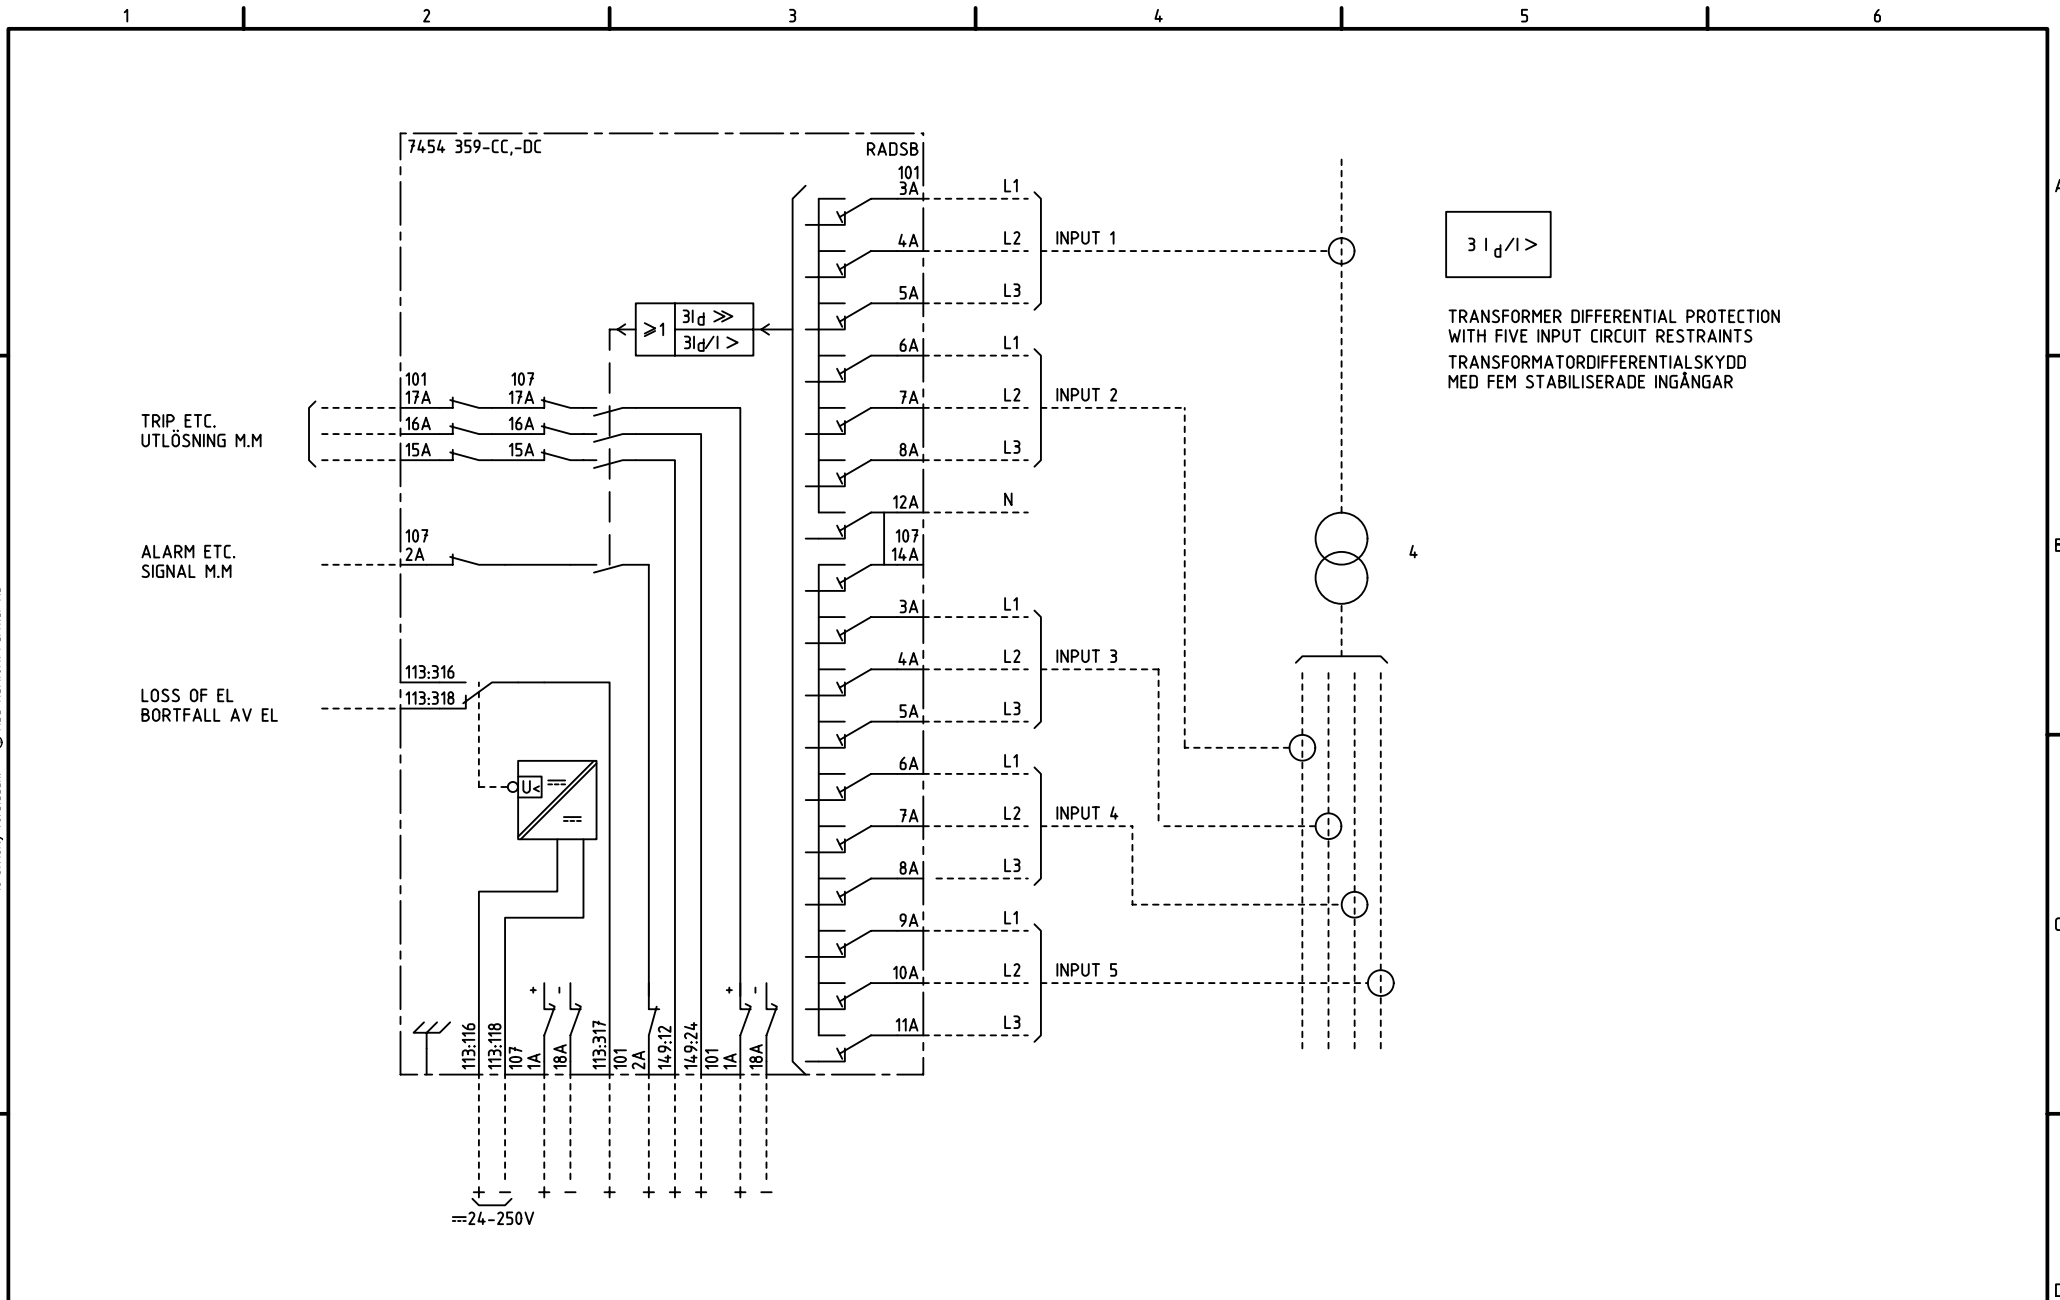 1 2 3 4 5 6
7454 359-CC,-DC
RADSB
101
3A L1
4A L2 INPUT 1
5A L3
6A L1
7A L2 INPUT 2
8A L3
12A N
107
14A
3A L1
4A L2 INPUT 3
5A L3
6A L1
7A L2 INPUT 4
8A L3
9A L1
10A L2 INPUT 5
11A L3
≥1
3Id >>
3Id/I >
3 Id/I >
TRANSFORMER DIFFERENTIAL PROTECTION
WITH FIVE INPUT CIRCUIT RESTRAINTS
TRANSFORMATORDIFFERENTIALSKYDD
MED FEM STABILISERADE INGÅNGAR
4
TRIP ETC.
UTLÖSNING M.M
101 107
17A 17A
16A 16A
15A 15A
ALARM ETC.
SIGNAL M.M
107
2A
LOSS OF EL
BORTFALL AV EL
113:316
113:318
U<
+ - + -
113:116
113:118
107
1A
18A
113:317
101
2A
149:12
149:24
101
1A
18A
+ - + - + + + + + -
24-250V
A
B
C
D